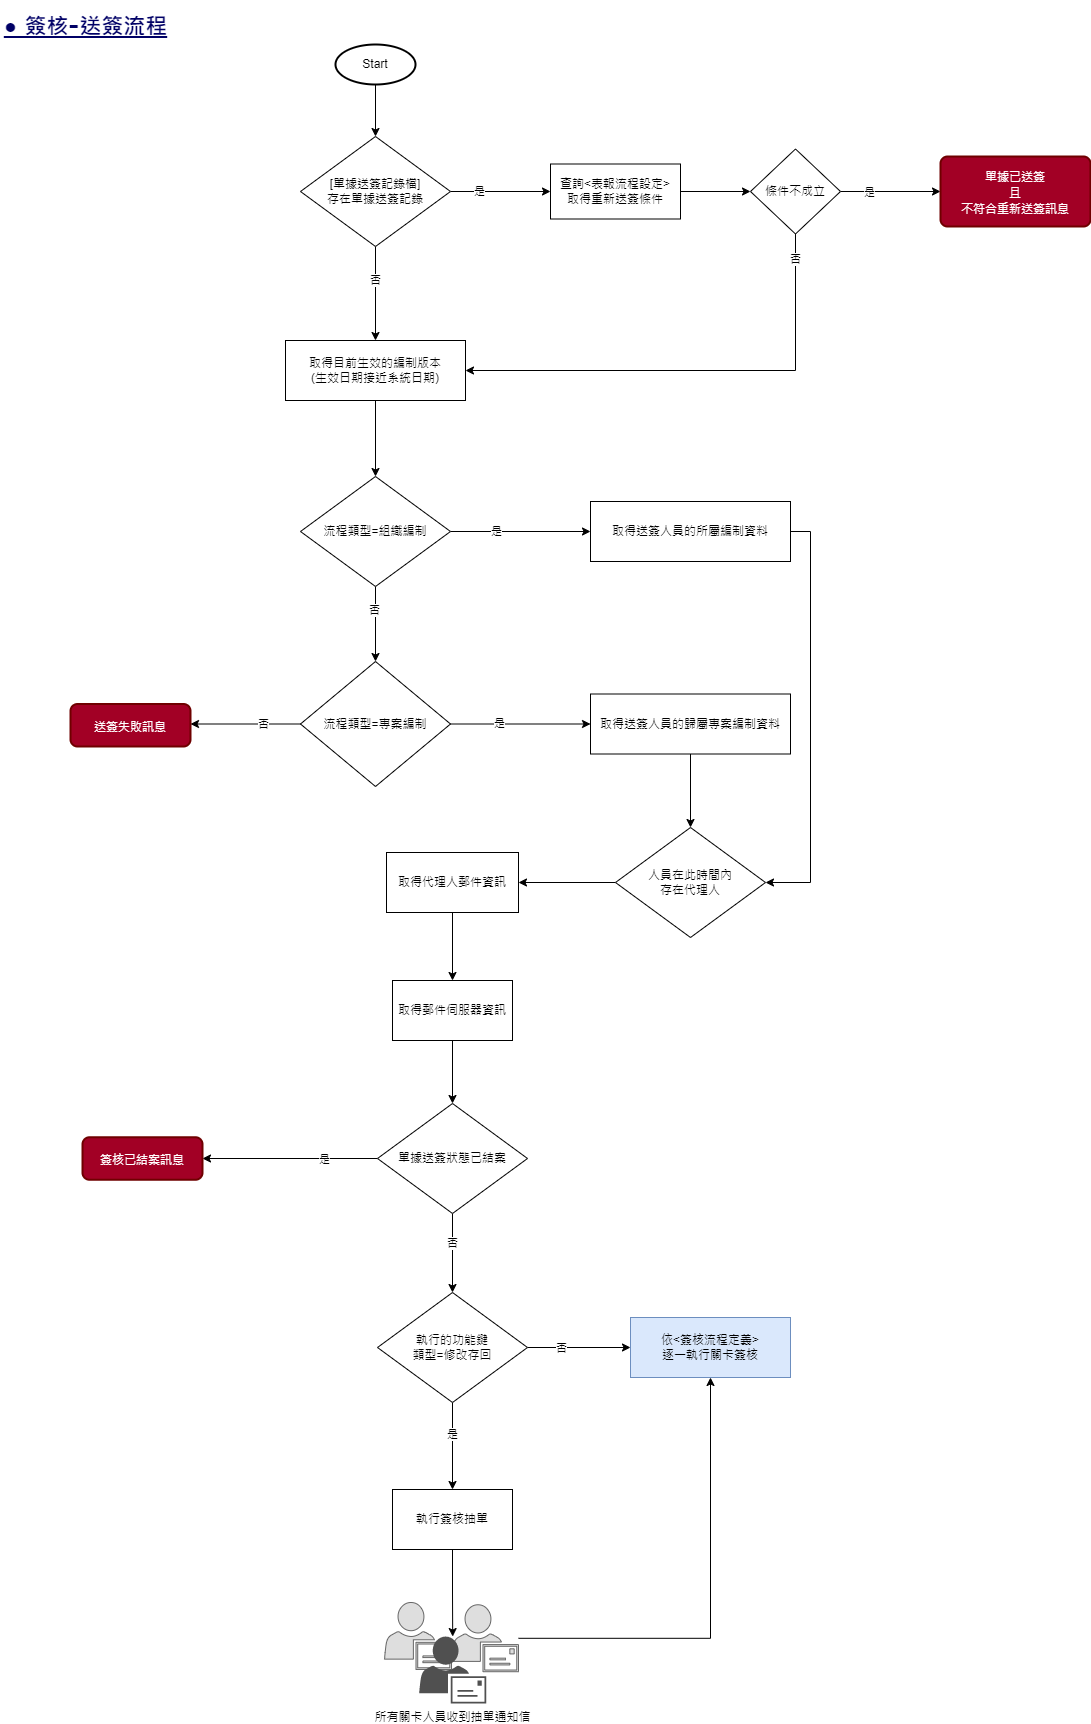 ● 簽核-送簽流程
Start
[單據送簽記錄檔]
存在單據送簽記錄
是
查詢<表報流程設定>
取得重新送簽條件
條件不成立
是
單據已送簽
且
不符合重新送簽訊息
否
否
取得目前生效的編制版本
(生效日期接近系統日期)
流程類型=組織編制
是
取得送簽人員的所屬編制資料
否
送簽失敗訊息
否
流程類型=專案編制
是
取得送簽人員的歸屬專案編制資料
人員在此時間內
存在代理人
取得代理人郵件資訊
取得郵件伺服器資訊
簽核已結案訊息
是
單據送簽狀態已結案
否
執行的功能鍵
類型=修改存回
否
依<簽核流程定義>
逐一執行關卡簽核
是
執行簽核抽單
所有關卡人員收到抽單通知信